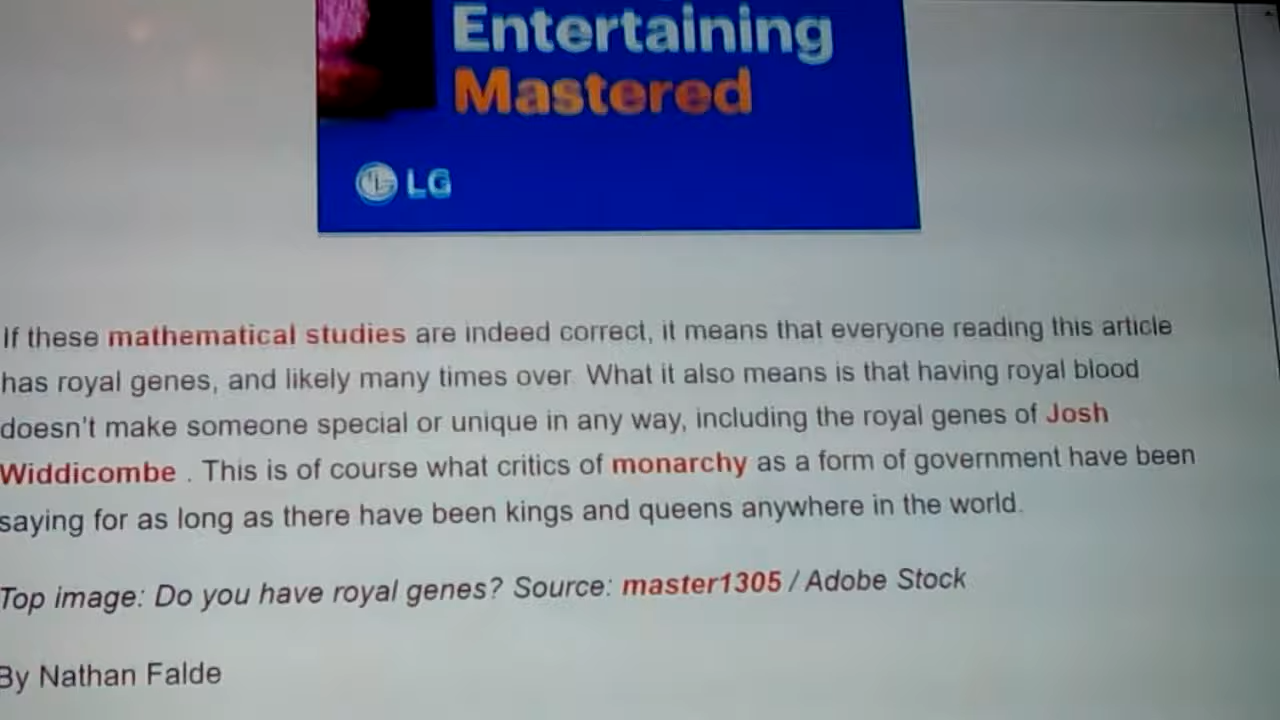 Entertaining
Mastered
LG
If these mathematical studies are indeed correct, it means that everyone reading this article
has royal genes, and likely many times over. What it also means is that having royal blood
doesn't make someone special or unique in any way, including the royal genes of Josh
Widdicombe . This is of course what critics of monarchy as a form of government have been
saying for as long as there have been kings and queens anywhere in the world.
Top image: Do you have royal genes? Source: master1305 / Adobe Stock
By Nathan Falde